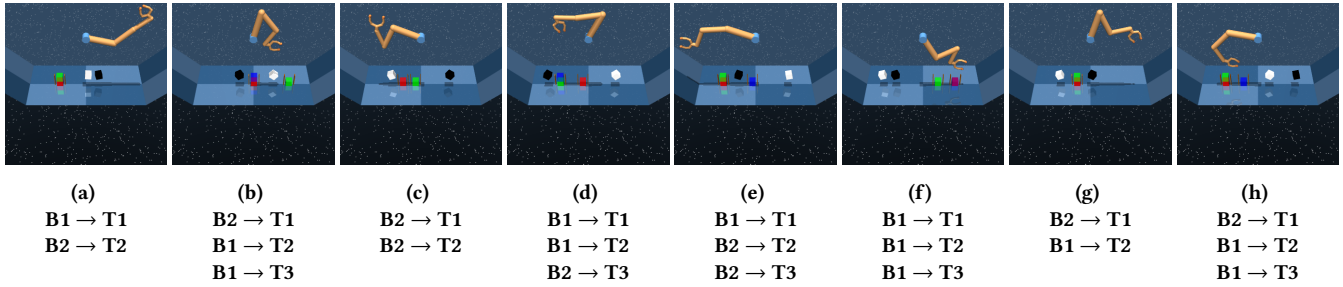 (a)
B1 → T1
B2 → T2
(b)
B2 → T1
B1 → T2
B1 → T3
(c)
B2 → T1
B2 → T2
(d)
B1 → T1
B1 → T2
B2 → T3
(e)
B1 → T1
B2 → T2
B2 → T3
(f)
B1 → T1
B1 → T2
B1 → T3
(g)
B2 → T1
B1 → T2
(h)
B2 → T1
B1 → T2
B1 → T3